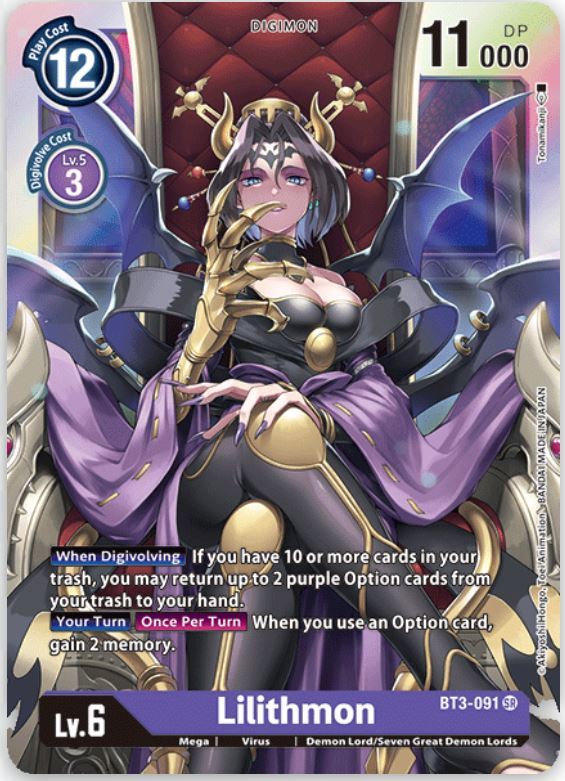 Play Cost
12
DIGIMON
11000
DP
Digivolve Cost
Lv.5
3
Tonamikanji
When Digivolving If you have 10 or more cards in your
trash, you may return up to 2 purple Option cards from
your trash to your hand.
Your Turn Once Per Turn When you use an Option card,
gain 2 memory.
©Akiyoshi Hongo, Toei Animation BANDAI MADE IN JAPAN
BT3-091 SR
Lv.6
Lilithmon
Mega | Virus | Demon Lord/Seven Great Demon Lords